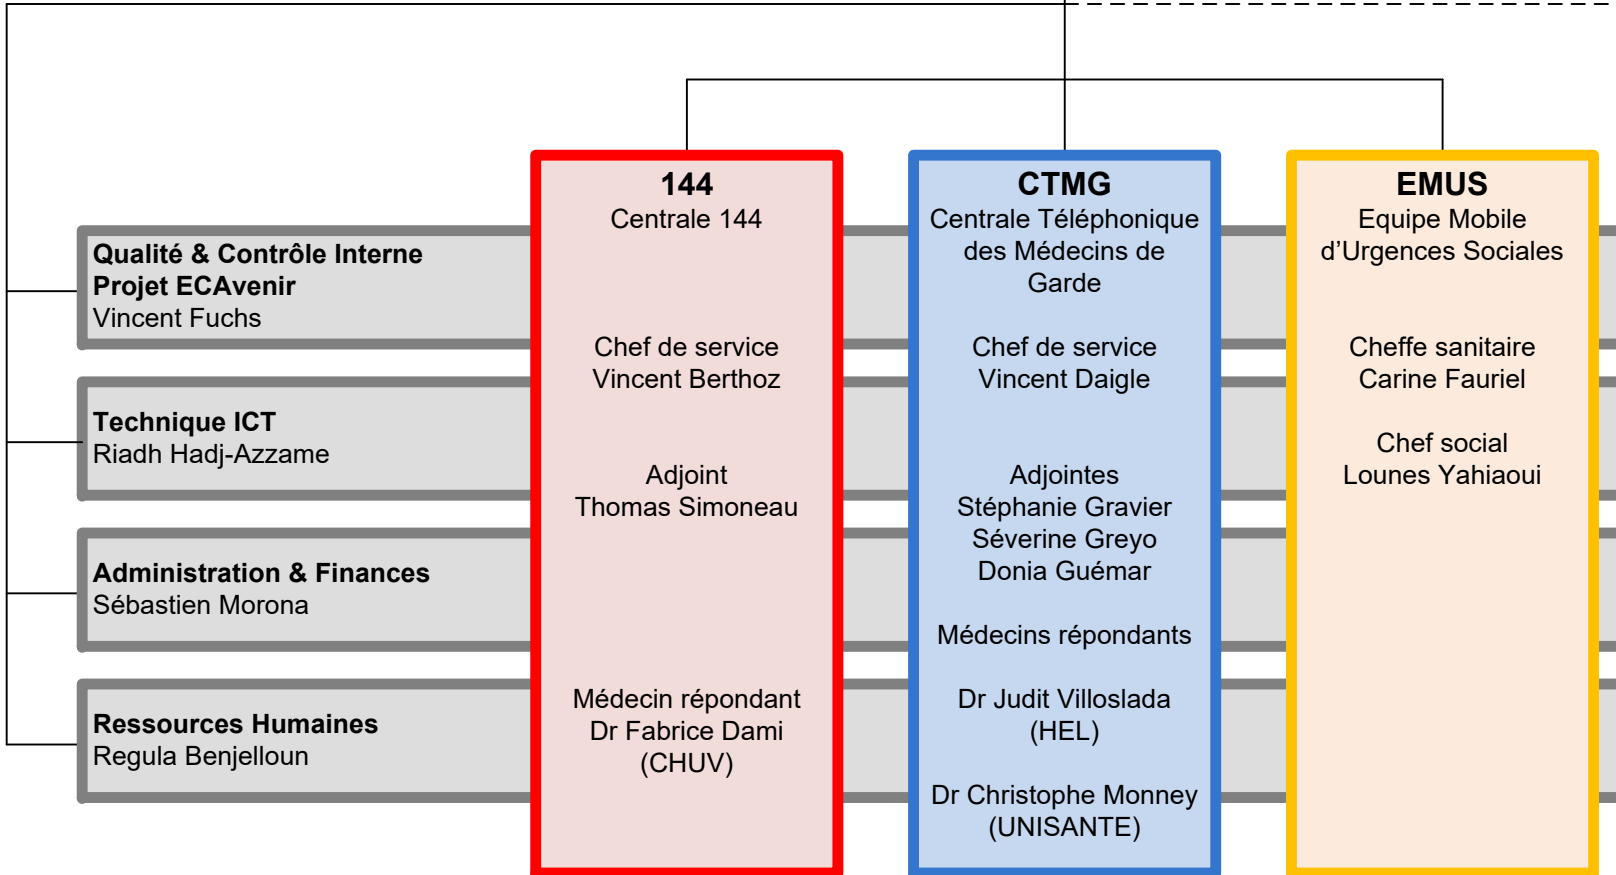 144
Centrale 144
Chef de service
Vincent Berthoz
Adjoint
Thomas Simoneau
Médecin répondant
Dr Fabrice Dami
(CHUV)
CTMG
Centrale Téléphonique
des Médecins de
Garde
Chef de service
Vincent Daigle
Adjointes
Stéphanie Gravier
Séverine Greyo
Donia Guémar
Médecins répondants
Dr Judit Villoslada
(HEL)
Dr Christophe Monney
(UNISANTE)
EMUS
Equipe Mobile
d’Urgences Sociales
Cheffe sanitaire
Carine Fauriel
Chef social
Lounes Yahiaoui
Qualité & Contrôle Interne
Projet ECAvenir
Vincent Fuchs
Technique ICT
Riadh Hadj-Azzame
Administration & Finances
Sébastien Morona
Ressources Humaines
Regula Benjelloun